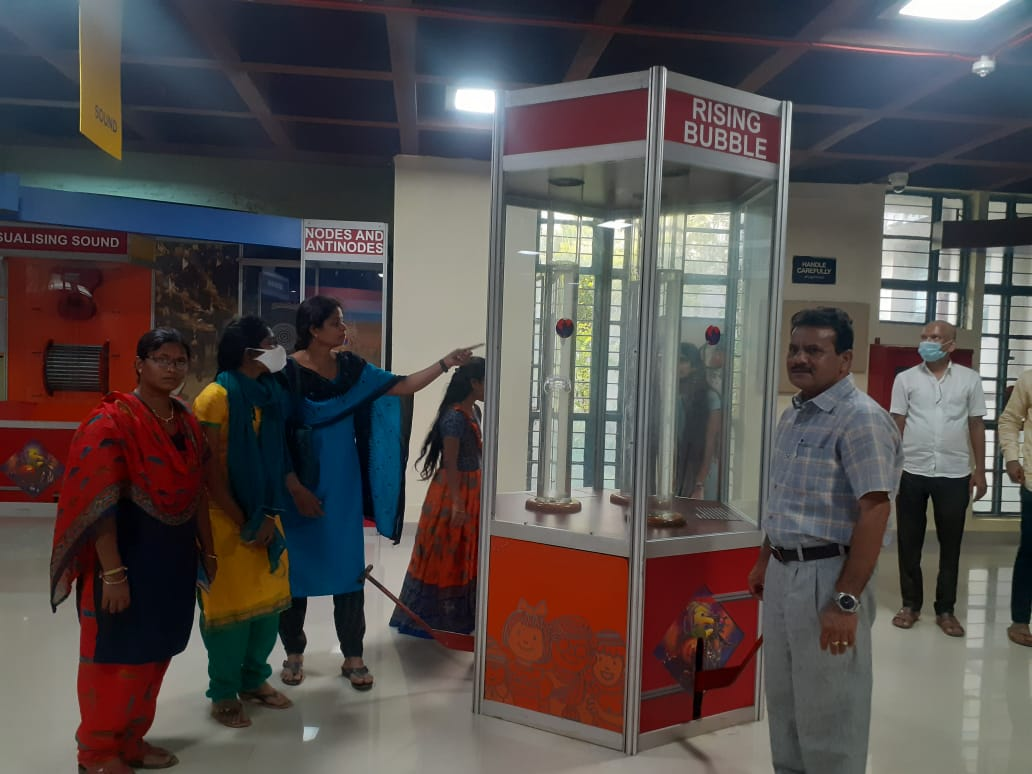 SOUND
SUALISING SOUND
NODES AND
ANTINODES
RISING
BUBBLE
HANDLE
CAREFULLY